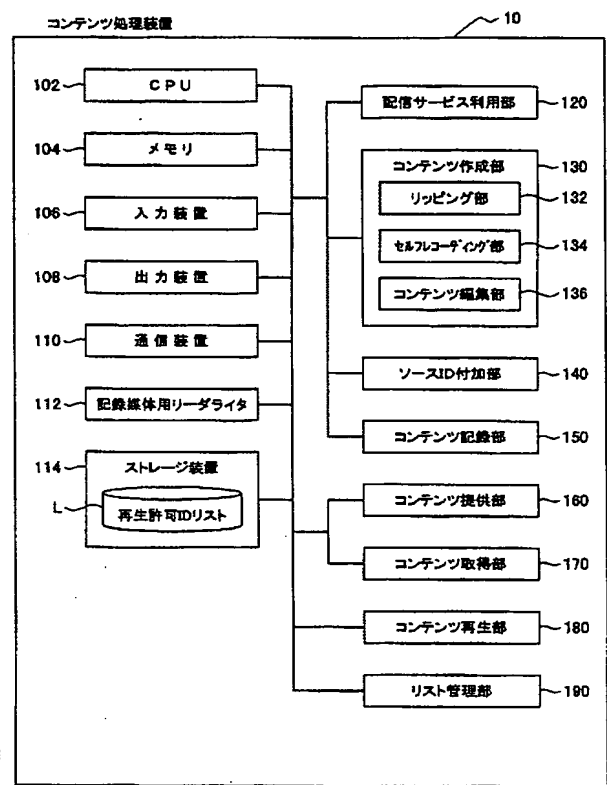 コンテンツ処理装置
10
102 CPU
104 メモリ
106 入力装置
108 出力装置
110 通信装置
112 記録媒体用リーダライタ
114 ストレージ装置
L 再生許可IDリスト
配信サービス利用部 120
コンテンツ作成部 130
リッピング部 132
セルフレコーディング部 134
コンテンツ編集部 136
ソースID付加部 140
コンテンツ記録部 150
コンテンツ提供部 160
コンテンツ取得部 170
コンテンツ再生部 180
リスト管理部 190